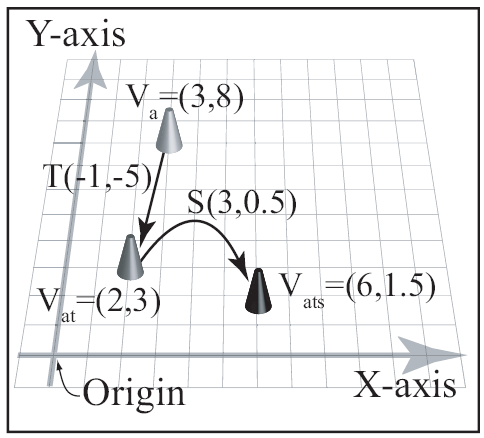 Y-axis
V_a=(3,8)
T(-1,-5)
S(3,0.5)
V_at=(2,3)
V_ats=(6,1.5)
Origin
X-axis